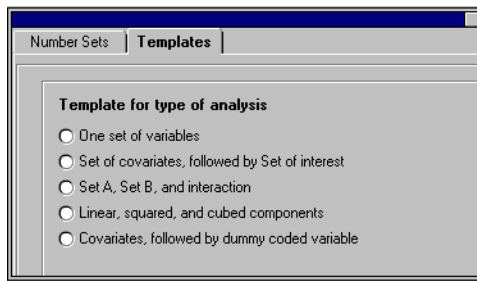 Number Sets Templates
Template for type of analysis
One set of variables
Set of covariates, followed by Set of interest
Set A, Set B, and interaction
Linear, squared, and cubed components
Covariates, followed by dummy coded variable